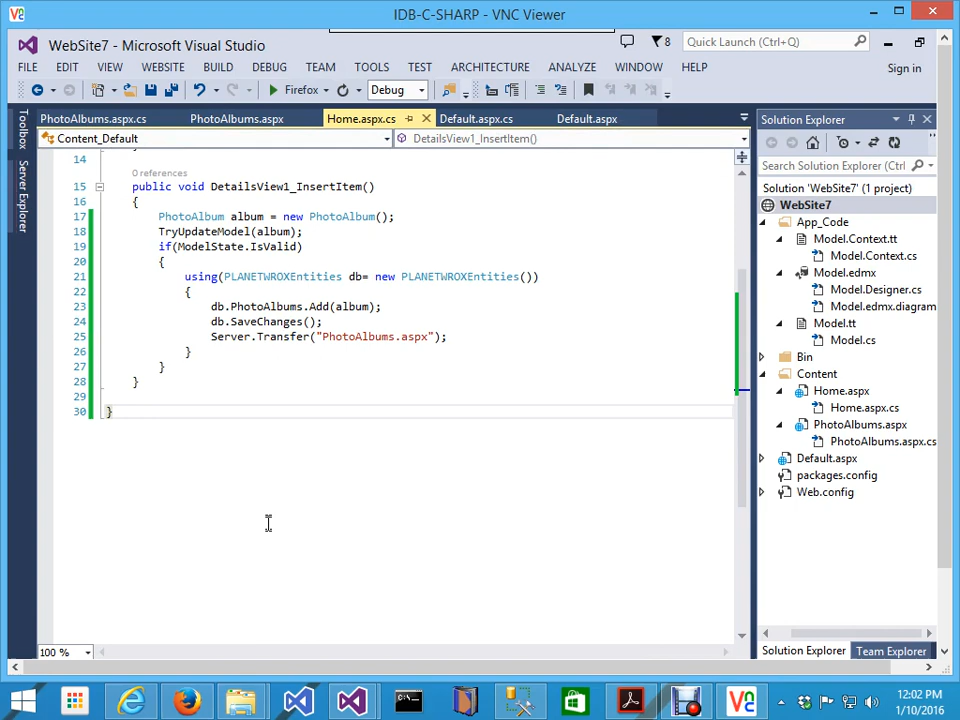 IDB-C-SHARP - VNC Viewer
WebSite7 - Microsoft Visual Studio
8
Quick Launch (Ctrl+Q)
FILE EDIT VIEW WEBSITE BUILD DEBUG TEAM TOOLS TEST ARCHITECTURE ANALYZE WINDOW HELP
Sign in
Firefox
Debug
Toolbox
Server Explorer
PhotoAlbums.aspx.cs PhotoAlbums.aspx Home.aspx.cs Default.aspx.cs Default.aspx
Content_Default DetailsView1_InsertItem()
14
0 references
15 public void DetailsView1_InsertItem()
16 {
17 PhotoAlbum album = new PhotoAlbum();
18 TryUpdateModel(album);
19 if(ModelState.IsValid)
20 {
21 using(PLANETWROXEntities db= new PLANETWROXEntities())
22 {
23 db.PhotoAlbums.Add(album);
24 db.SaveChanges();
25 Server.Transfer("PhotoAlbums.aspx");
26 }
27 }
28 }
29
30 }
100 %
Solution Explorer
Search Solution Explorer (Ctrl
Solution 'WebSite7' (1 project)
WebSite7
App_Code
Model.Context.tt
Model.Context.cs
Model.edmx
Model.Designer.cs
Model.edmx.diagram
Model.tt
Model.cs
Bin
Content
Home.aspx
Home.aspx.cs
PhotoAlbums.aspx
PhotoAlbums.aspx.cs
Default.aspx
packages.config
Web.config
Solution Explorer Team Explorer
12:02 PM
1/10/2016